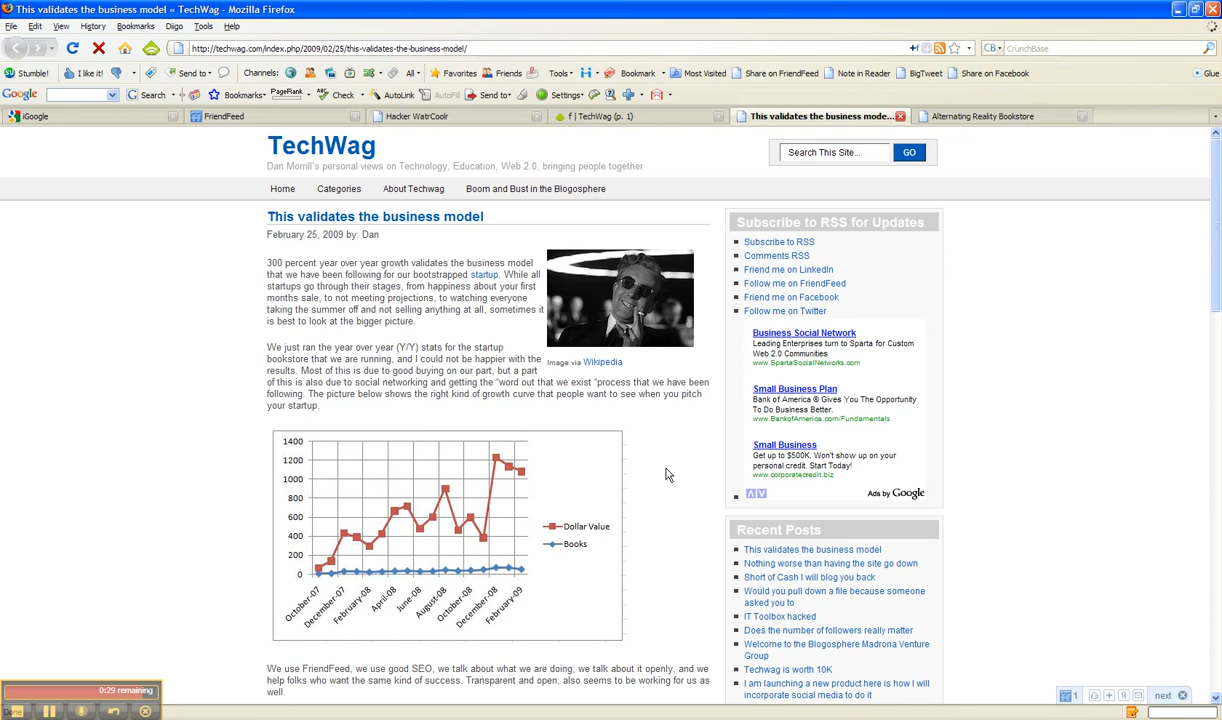 This validates the business model « TechWag - Mozilla Firefox
File Edit View History Bookmarks Diigo Tools Help
http://techwag.com/index.php/2009/02/25/this-validates-the-business-model/
CB CrunchBase
Stumble! I like it! Send to Channels: All Favorites Friends Tools Bookmark Most Visited Share on FriendFeed Note in Reader BigTweet Share on Facebook Glue
Google Search Bookmarks PageRank Check AutoLink AutoFill Send to Settings
iGoogle FriendFeed Hacker WatrCoolr f | TechWag (p. 1) This validates the business mode... Alternating Reality Bookstore
TechWag
Dan Morrill's personal views on Technology, Education, Web 2.0, bringing people together
Search This Site... GO
Home Categories About Techwag Boom and Bust in the Blogosphere
This validates the business model
February 25, 2009 by: Dan
300 percent year over year growth validates the business model
that we have been following for our bootstrapped startup. While all
startups go through their stages, from happiness about your first
months sale, to not meeting projections, to watching everyone
taking the summer off and not selling anything at all, sometimes it
is best to look at the bigger picture.
We just ran the year over year (Y/Y) stats for the startup
bookstore that we are running, and I could not be happier with the
results. Most of this is due to good buying on our part, but a part
of this is also due to social networking and getting the "word out that we exist "process that we have been
following. The picture below shows the right kind of growth curve that people want to see when you pitch
your startup.
Image via Wikipedia
1400
1200
1000
800
600
400
200
0
October-07
December-07
February-08
April-08
June-08
August-08
October-08
December-08
February-09
Dollar Value
Books
We use FriendFeed, we use good SEO, we talk about what we are doing, we talk about it openly, and we
help folks who want the same kind of success. Transparent and open, also seems to be working for us as
well.
Subscribe to RSS for Updates
Subscribe to RSS
Comments RSS
Friend me on LinkedIn
Follow me on FriendFeed
Friend me on Facebook
Follow me on Twitter
Business Social Network
Leading Enterprises turn to Sparta for Custom
Web 2.0 Communities
www.SpartaSocialNetworks.com
Small Business Plan
Bank of America ® Gives You The Opportunity
To Do Business Better.
www.BankofAmerica.com/Fundamentals
Small Business
Get up to $500K. Won't show up on your
personal credit. Start Today!
www.corporatecredit.biz
Ads by Google
Recent Posts
This validates the business model
Nothing worse than having the site go down
Short of Cash I will blog you back
Would you pull down a file because someone
asked you to
IT Toolbox hacked
Does the number of followers really matter
Welcome to the Blogosphere Madrona Venture
Group
Techwag is worth 10K
I am launching a new product here is how I will
incorporate social media to do it
0:29 remaining
Done
1 8 next